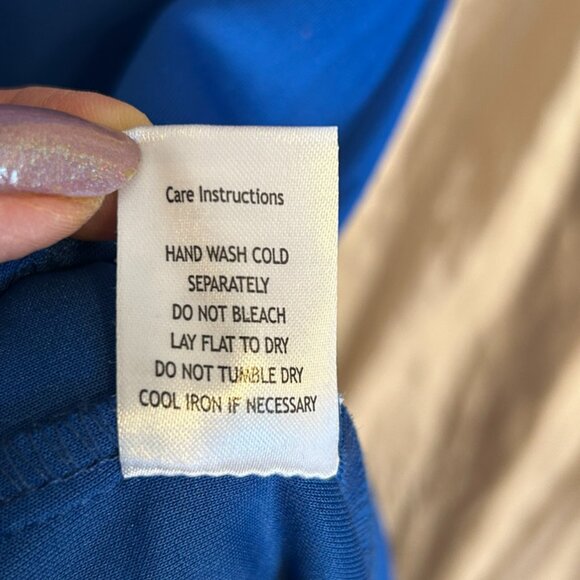 Care Instructions
HAND WASH COLD
SEPARATELY
DO NOT BLEACH
LAY FLAT TO DRY
DO NOT TUMBLE DRY
COOL IRON IF NECESSARY